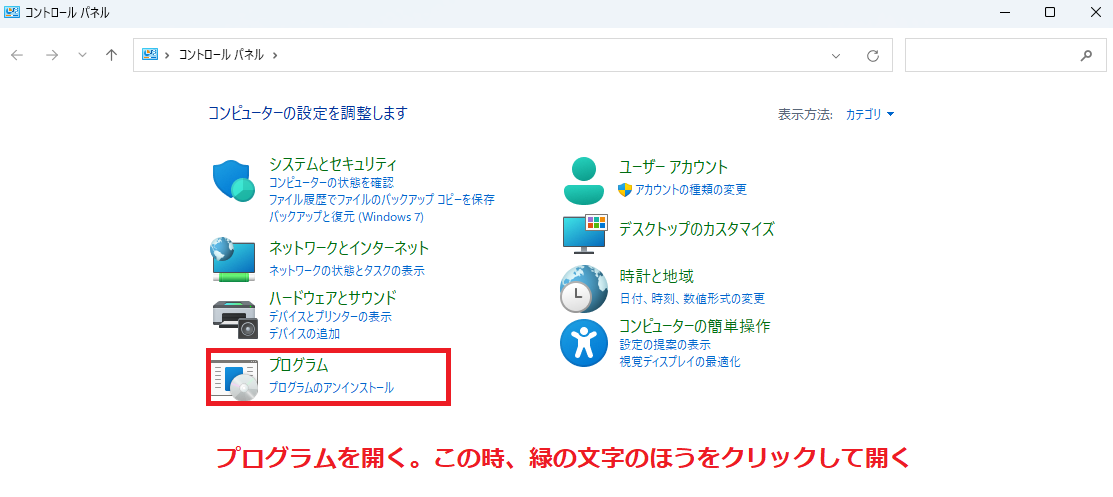 コントロール パネル
コントロール パネル
コンピューターの設定を調整します
表示方法: カテゴリ
システムとセキュリティ
コンピューターの状態を確認
ファイル履歴でファイルのバックアップ コピーを保存
バックアップと復元 (Windows 7)
ネットワークとインターネット
ネットワークの状態とタスクの表示
ハードウェアとサウンド
デバイスとプリンターの表示
デバイスの追加
プログラム
プログラムのアンインストール
ユーザー アカウント
アカウントの種類の変更
デスクトップのカスタマイズ
時計と地域
日付、時刻、数値形式の変更
コンピューターの簡単操作
設定の提案の表示
視覚ディスプレイの最適化
プログラムを開く。この時、緑の文字のほうをクリックして開く